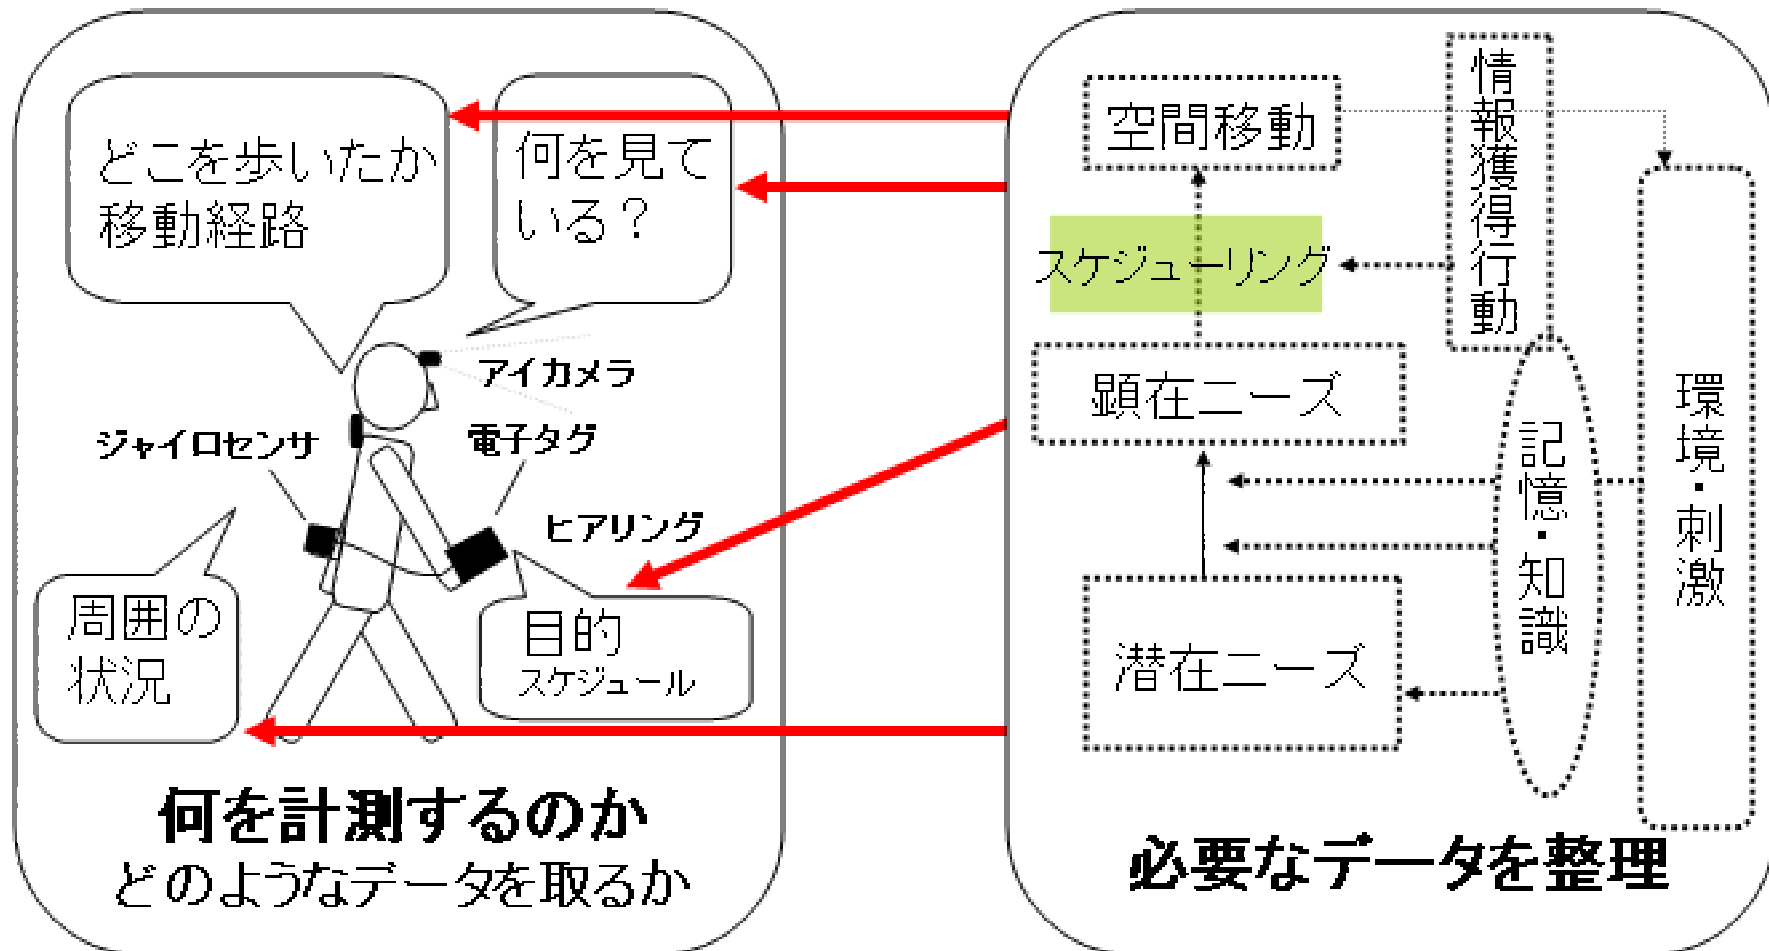 どこを歩いたか
移動経路
何を見て
いる？
アイカメラ
ジャイロセンサ
電子タグ
ヒアリング
周囲の
状況
目的
スケジュール
何を計測するのか
どのようなデータを取るか
空間移動
情報獲得行動
スケジューリング
顕在ニーズ
記憶・知識
環境・刺激
潜在ニーズ
必要なデータを整理